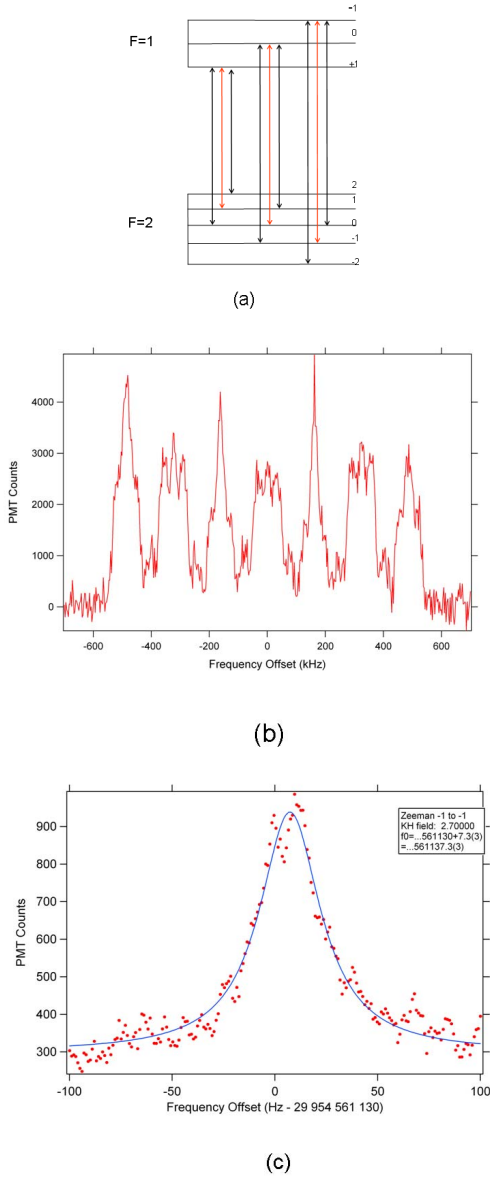 -1
0
F=1
+1
2
1
F=2
0
-1
-2
(a)
4000
3000
2000
1000
0
PMT Counts
-600 -400 -200 0 200 400 600
Frequency Offset (kHz)
(b)
900
800
700
600
500
400
300
PMT Counts
Zeeman -1 to -1
KH field: 2.70000
f0=...561130+7.3(3)
=...561137.3(3)
-100 -50 0 50 100
Frequency Offset (Hz - 29 954 561 130)
(c)